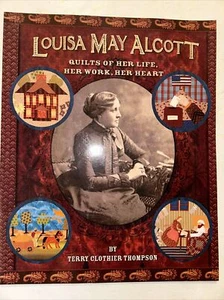 LOUISA MAY ALCOTT
QUILTS OF HER LIFE,
HER WORK, HER HEART
BY
TERRY CLOTHIER THOMPSON